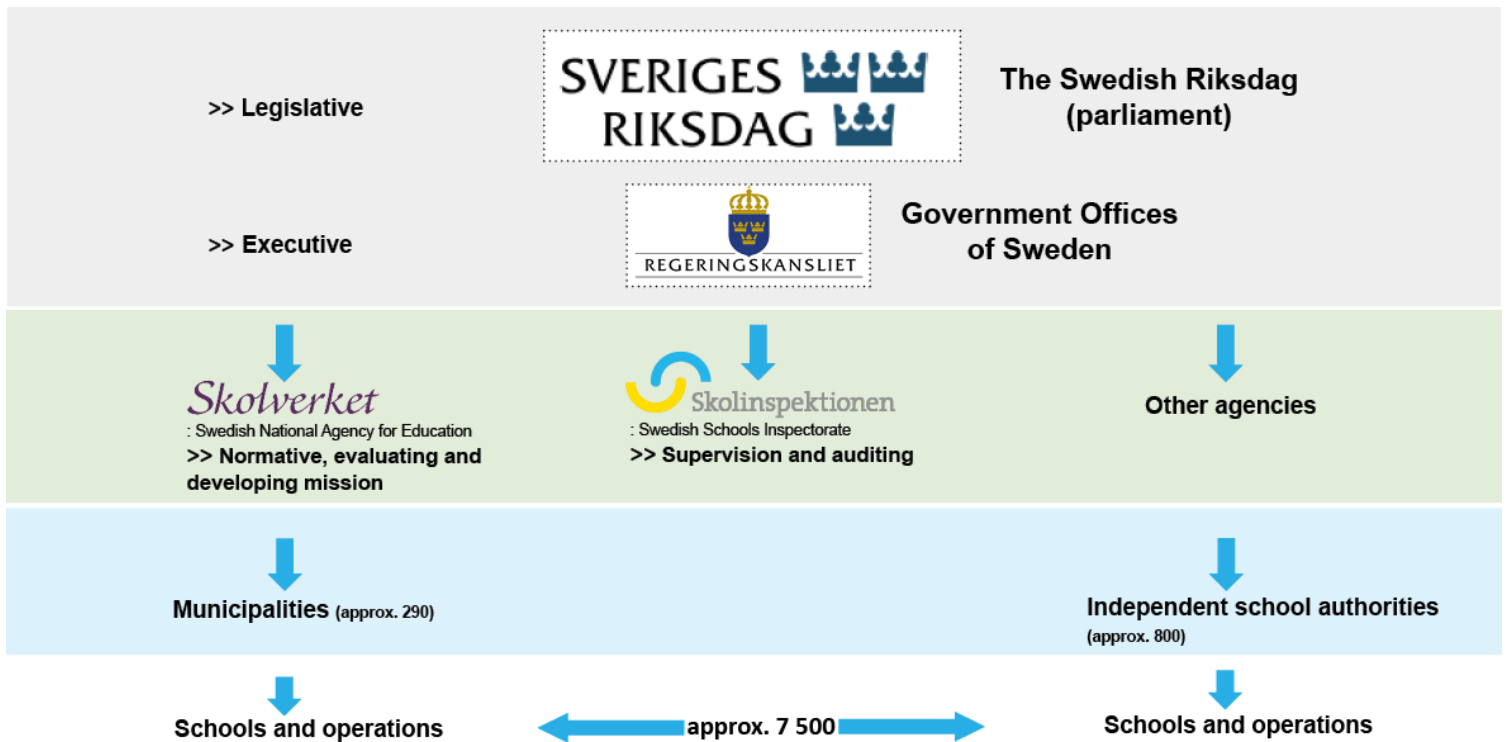 >> Legislative
SVERIGES
RIKSDAG
The Swedish Riksdag
(parliament)
>> Executive
REGERINGSKANSLIET
Government Offices
of Sweden
Skolverket
: Swedish National Agency for Education
>> Normative, evaluating and
developing mission
Skolinspektionen
: Swedish Schools Inspectorate
>> Supervision and auditing
Other agencies
Municipalities (approx. 290)
Independent school authorities
(approx. 800)
Schools and operations
approx. 7 500
Schools and operations